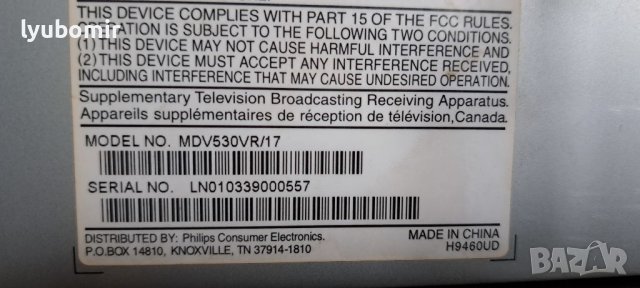 lyubomir
THIS DEVICE COMPLIES WITH PART 15 OF THE FCC RULES.
OPERATION IS SUBJECT TO THE FOLLOWING TWO CONDITIONS.
(1) THIS DEVICE MAY NOT CAUSE HARMFUL INTERFERENCE AND
(2) THIS DEVICE MUST ACCEPT ANY INTERFERENCE RECEIVED,
INCLUDING INTERFERENCE THAT MAY CAUSE UNDESIRED OPERATION.
Supplementary Television Broadcasting Receiving Apparatus.
Appareils supplémentaires de réception de télévision,Canada.
MODEL NO. MDV530VR/17
SERIAL NO. LN010339000557
DISTRIBUTED BY: Philips Consumer Electronics.
P.O.BOX 14810, KNOXVILLE, TN 37914-1810
MADE IN CHINA
H9460UD
BAZAR